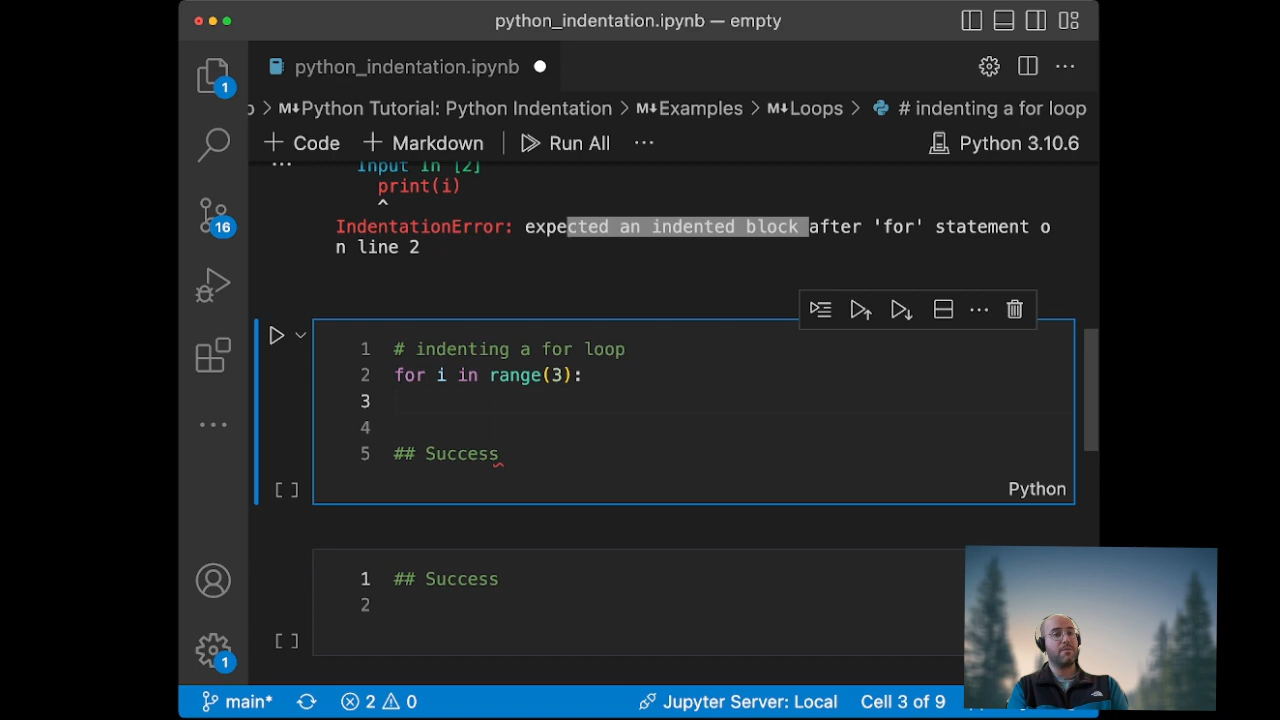 python_indentation.ipynb — empty
python_indentation.ipynb
> M↓Python Tutorial: Python Indentation > M↓Examples > M↓Loops > # indenting a for loop
+ Code + Markdown Run All ··· Python 3.10.6
1
16
1
Input In [2]
print(i)
^
IndentationError: expected an indented block after 'for' statement o
n line 2
1 # indenting a for loop
2 for i in range(3):
3
4
5 ## Success
[ ]
Python
1 ## Success
2
[ ]
main* 2 0 Jupyter Server: Local Cell 3 of 9